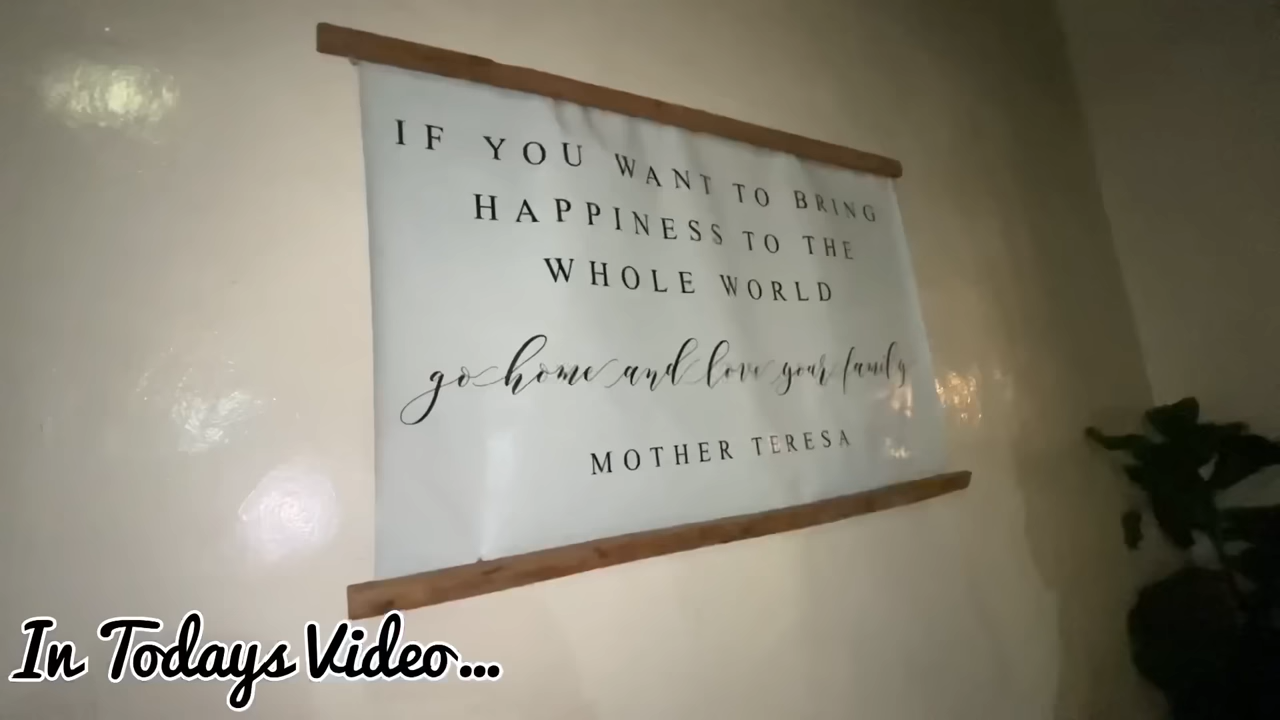 IF YOU WANT TO BRING
HAPPINESS TO THE
WHOLE WORLD
go home and love your family
MOTHER TERESA
In Todays Video...